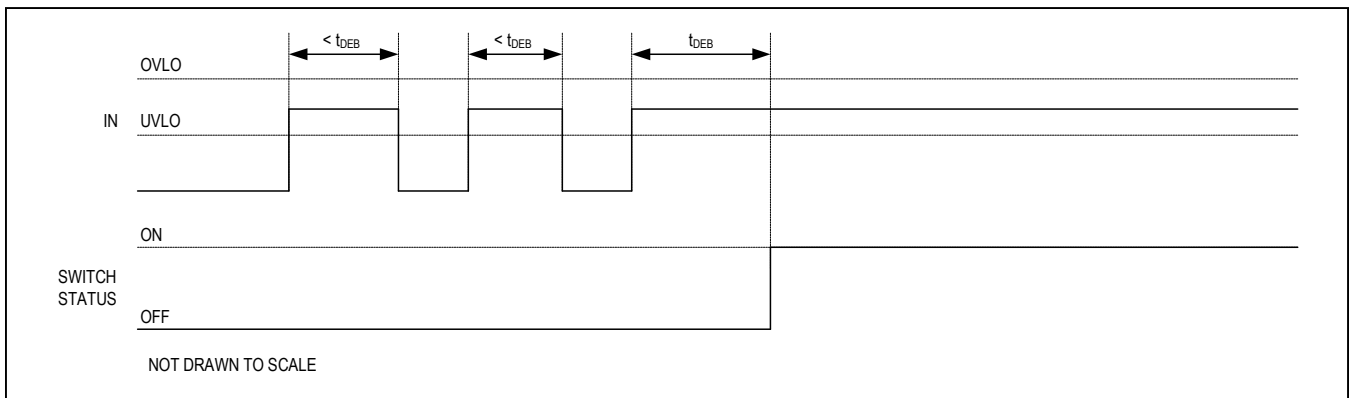 < tDEB < tDEB tDEB
OVLO
IN UVLO
ON
SWITCH
STATUS
OFF
NOT DRAWN TO SCALE